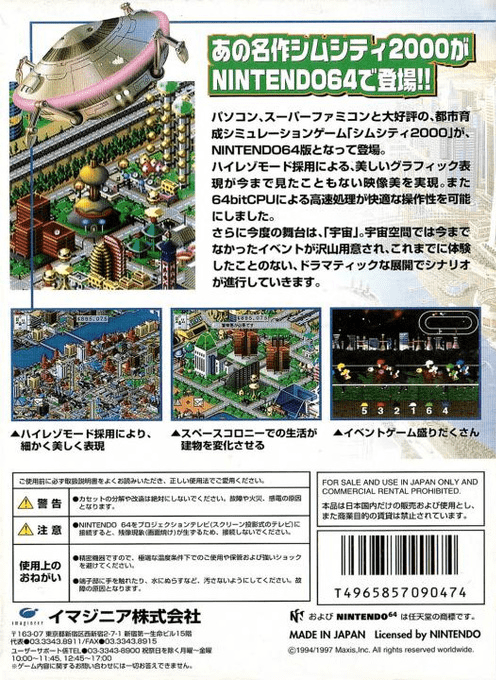 あの名作シムシティ2000が
NINTENDO64で登場!!
パソコン、スーパーファミコンと大好評の、都市育
成シミュレーションゲーム「シムシティ2000」が、
NINTENDO64版となって登場。
ハイレゾモード採用による、美しいグラフィック表
現が今まで見たこともない映像美を実現。また
64bitCPUによる高速処理が快適な操作性を可能
にしました。
さらに今度の舞台は、「宇宙」。宇宙空間では今まで
なかったイベントが沢山用意され、これまでに体験
したことのない、ドラマティックな展開でシナリオ
が進行していきます。
5 3 2 1 6 4
▲ハイレゾモード採用により、
細かく美しく表現
▲スペースコロニーでの生活が
建物を変化させる
▲イベントゲーム盛りだくさん
ご使用前に必ず取扱説明書をよくお読みいただき、正しい使用法でご愛用ください。
警告
●カセットの分解や改造は絶対にしないでください。故障や火災、感電の原因
となります。
注意
●NINTENDO 64をプロジェクションテレビ(スクリーン投影式のテレビ)に
接続すると、残像現象(画面焼け)が生ずるため、接続しないでください。
使用上の
おねがい
●精密機器ですので、極端な温度条件下でのご使用や保管および強いショック
を避けてください。
●端子部に手を触れたり、水にぬらすなど、汚さないようにしてください。故
障の原因となります。
FOR SALE AND USE IN JAPAN ONLY AND
COMMERCIAL RENTAL PROHIBITED.
本品は日本国内だけの販売および使用とし、
また商業目的の賃貸は禁止されています。
T4965857090474
imagineer
イマジニア株式会社
〒163-07 東京都新宿区西新宿2-7-1 新宿第一生命ビル15階
代表●03.3343.8911/FAX●03.3343.8915
ユーザーサポート係TEL●03-3343-8900 祝祭日を除く月曜〜金曜
10:00〜11:45、12:45〜17:00
※ゲーム内容に関するお問い合わせには一切お答えできません。
および NINTENDO64 は任天堂の商標です。
MADE IN JAPAN Licensed by NINTENDO
©1994/1997 Maxis,Inc. All rights reserved worldwide.